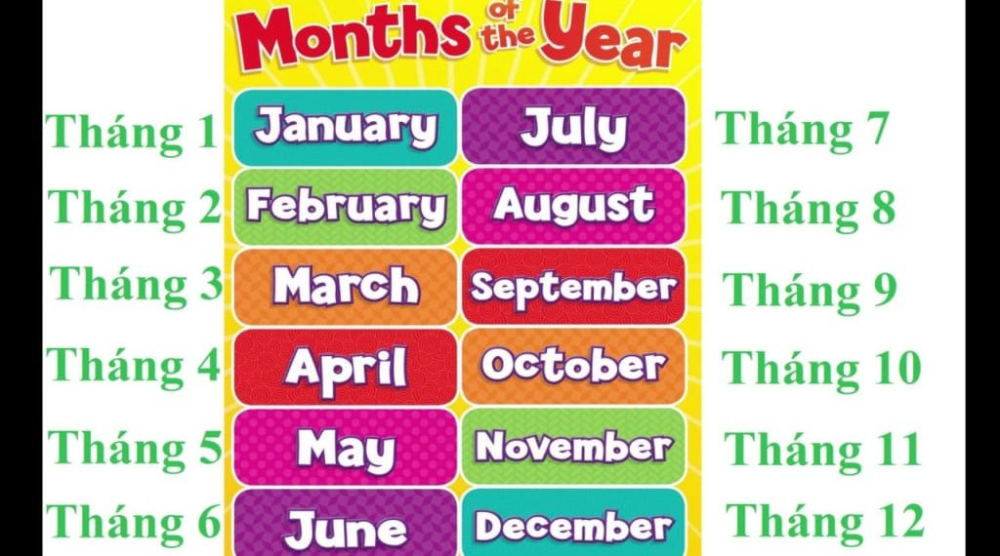 Months of the Year
Tháng 1 January July Tháng 7
Tháng 2 February August Tháng 8
Tháng 3 March September Tháng 9
Tháng 4 April October Tháng 10
Tháng 5 May November Tháng 11
Tháng 6 June December Tháng 12